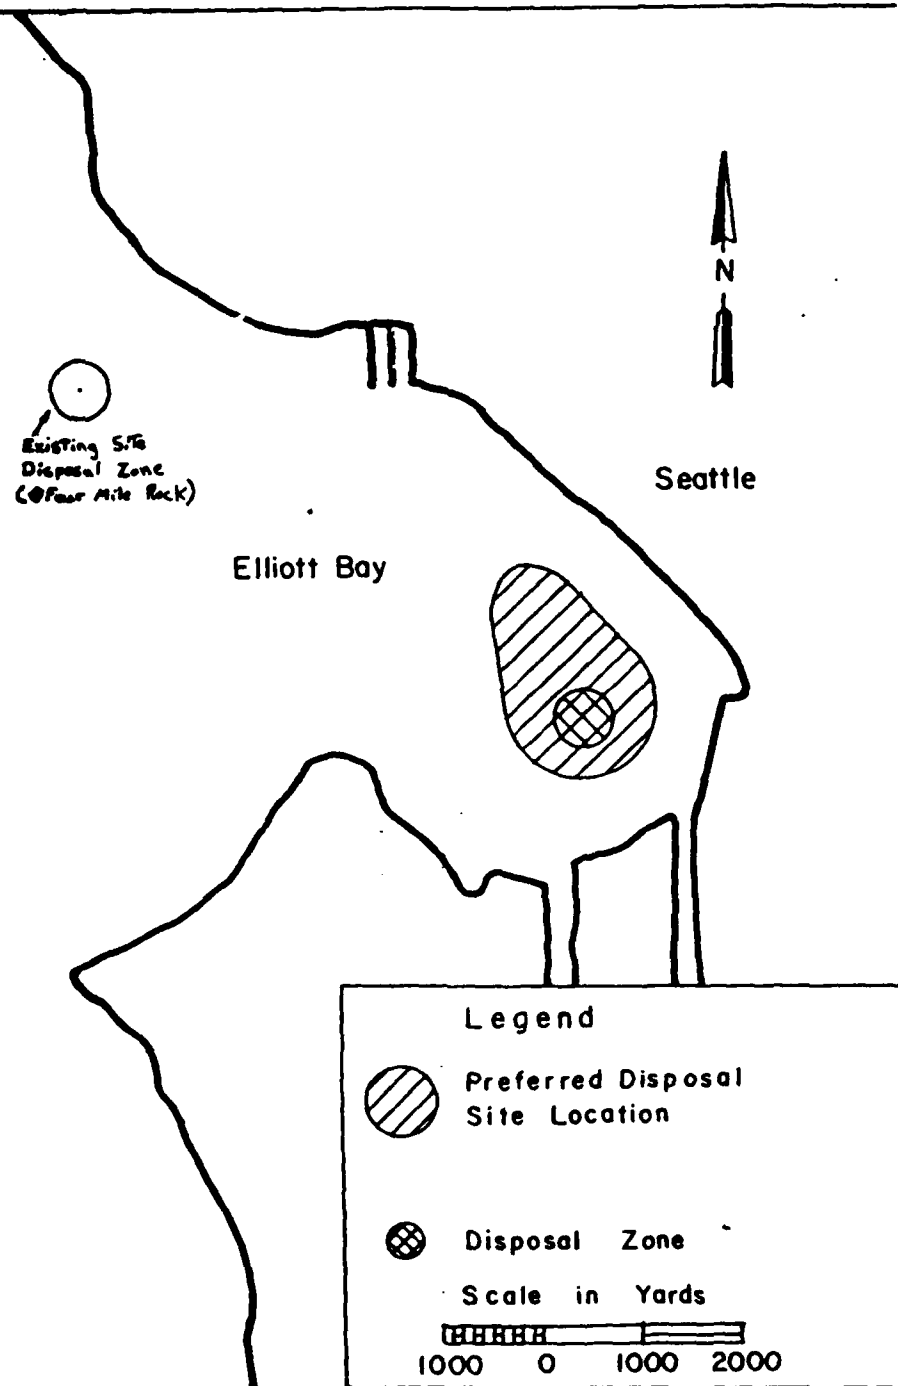 N
Existing Site
Disposal Zone
(@Four Mile Rock)
Seattle
Elliott Bay
Legend
Preferred Disposal
Site Location
Disposal Zone
Scale in Yards
1000 0 1000 2000